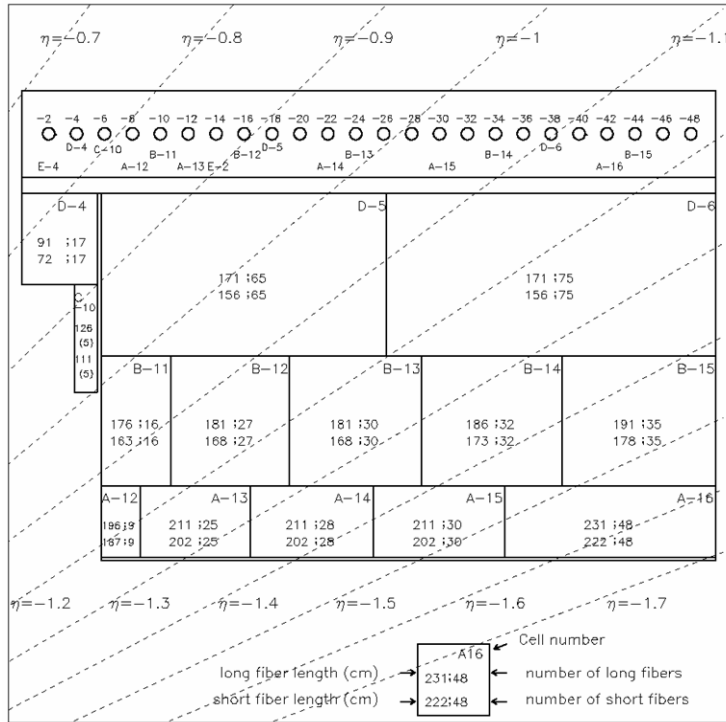 η=−0.7 η=−0.8 η=−0.9 η=−1 η=−1.1
−2 −4 −6 −8 −10 −12 −14 −16 −18 −20 −22 −24 −26 −28 −30 −32 −34 −36 −38 −40 −42 −44 −46 −48
D−4 C−10 B−11 B−12 D−5 B−13 B−14 D−6 B−15
E−4 A−12 A−13 E−2 A−14 A−15 A−16
D−4 D−5 D−6
91 ;17
72 ;17
171 ;65 171 ;75
156 ;65 156 ;75
C
−10
126
(5)
111
(5)
B−11 B−12 B−13 B−14 B−15
176 ;16 181 ;27 181 ;30 186 ;32 191 ;35
163 ;16 168 ;27 168 ;30 173 ;32 178 ;35
A−12 A−13 A−14 A−15 A−16
196;9 211 ;25 211 ;28 211 ;30 231 ;48
187;9 202 ;25 202 ;28 202 ;30 222 ;48
η=−1.2 η=−1.3 η=−1.4 η=−1.5 η=−1.6 η=−1.7
Cell number
A16
long fiber length (cm) 231;48 number of long fibers
short fiber length (cm) 222;48 number of short fibers